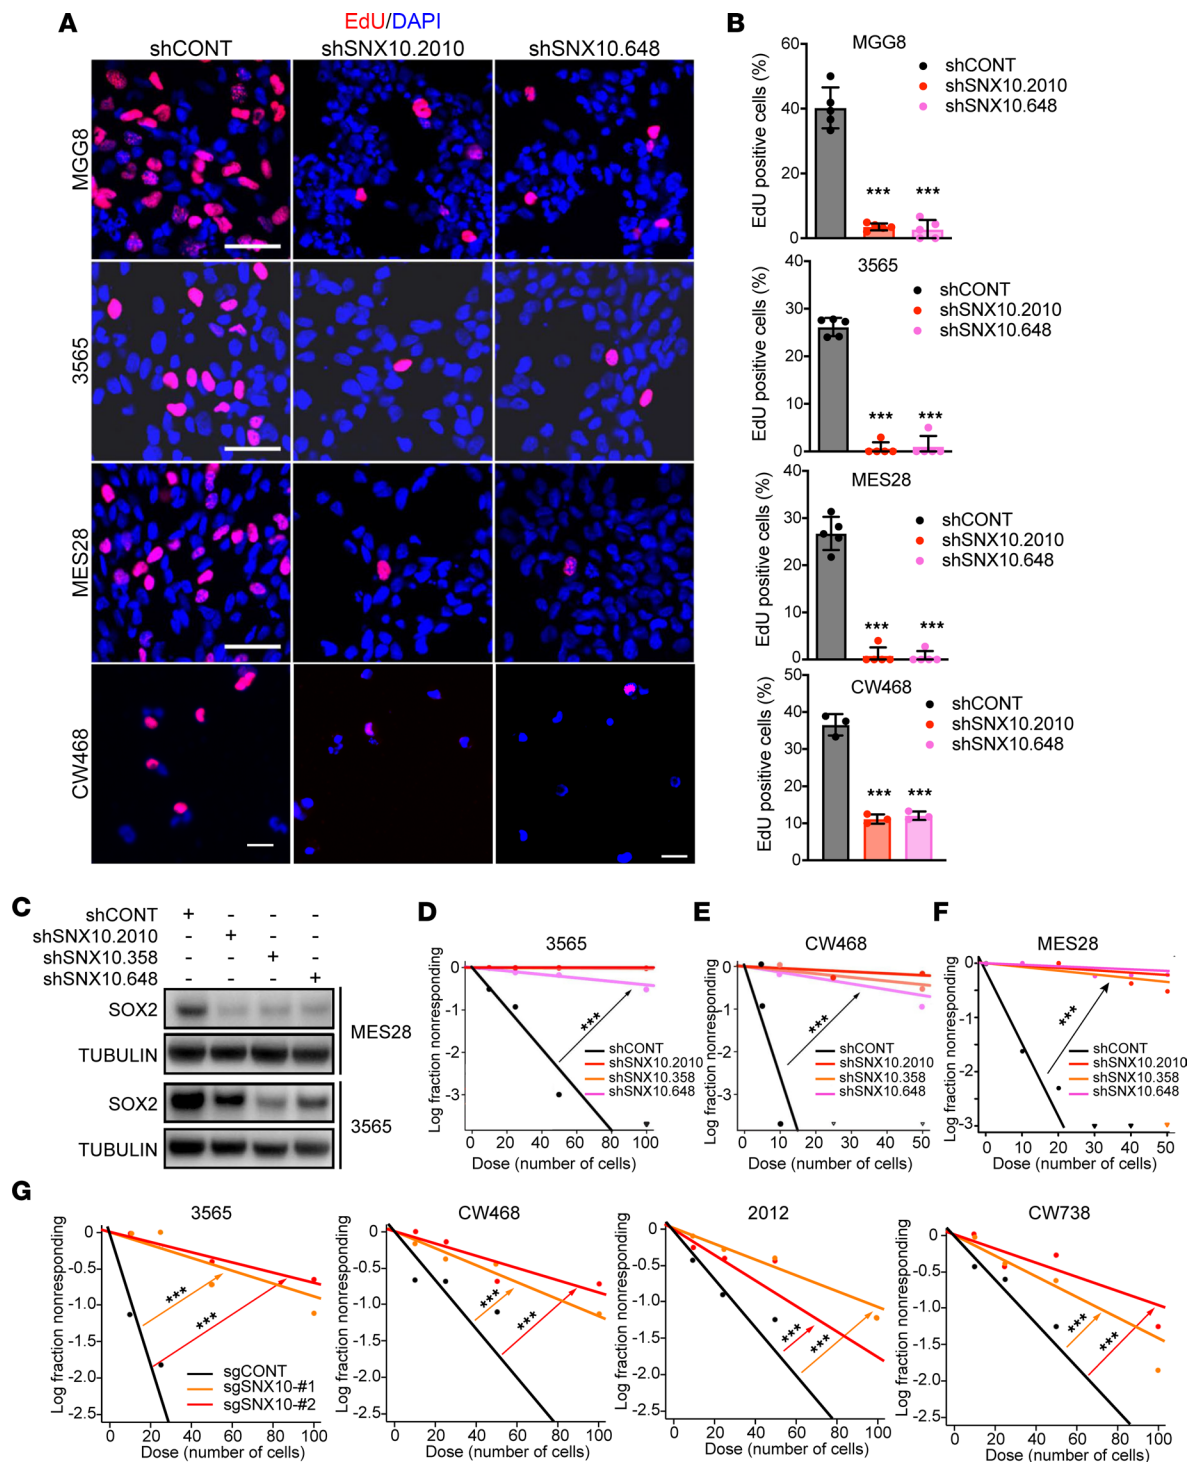 A
EdU/DAPI
shCONT shSNX10.2010 shSNX10.648
MGG8
3565
MES28
CW468
B
MGG8
EdU positive cells (%)
60
40
20
0
shCONT
shSNX10.2010
shSNX10.648
*** ***
3565
EdU positive cells (%)
40
30
20
10
0
shCONT
shSNX10.2010
shSNX10.648
*** ***
MES28
EdU positive cells (%)
40
30
20
10
0
shCONT
shSNX10.2010
shSNX10.648
*** ***
CW468
EdU positive cells (%)
50
40
30
20
10
0
shCONT
shSNX10.2010
shSNX10.648
*** ***
C
shCONT + - - -
shSNX10.2010 - + - -
shSNX10.358 - - + -
shSNX10.648 - - - +
SOX2
TUBULIN
MES28
SOX2
TUBULIN
3565
D
3565
Log fraction nonresponding
0
-1
-2
-3
***
shCONT
shSNX10.2010
shSNX10.358
shSNX10.648
0 20 40 60 80 100
Dose (number of cells)
E
CW468
Log fraction nonresponding
0
-1
-2
-3
***
shCONT
shSNX10.2010
shSNX10.358
shSNX10.648
0 10 20 30 40 50
Dose (number of cells)
F
MES28
Log fraction nonresponding
0
-1
-2
-3
***
shCONT
shSNX10.2010
shSNX10.358
shSNX10.648
0 10 20 30 40 50
Dose (number of cells)
G
3565
Log fraction nonresponding
0
-0.5
-1.0
-1.5
-2.0
-2.5
***
***
sgCONT
sgSNX10-#1
sgSNX10-#2
0 20 40 60 80 100
Dose (number of cells)
CW468
Log fraction nonresponding
0
-0.5
-1.0
-1.5
-2.0
-2.5
***
***
0 20 40 60 80 100
Dose (number of cells)
2012
Log fraction nonresponding
0
-0.5
-1.0
-1.5
-2.0
-2.5
*** ***
0 20 40 60 80 100
Dose (number of cells)
CW738
Log fraction nonresponding
0
-0.5
-1.0
-1.5
-2.0
-2.5
***
***
0 20 40 60 80 100
Dose (number of cells)